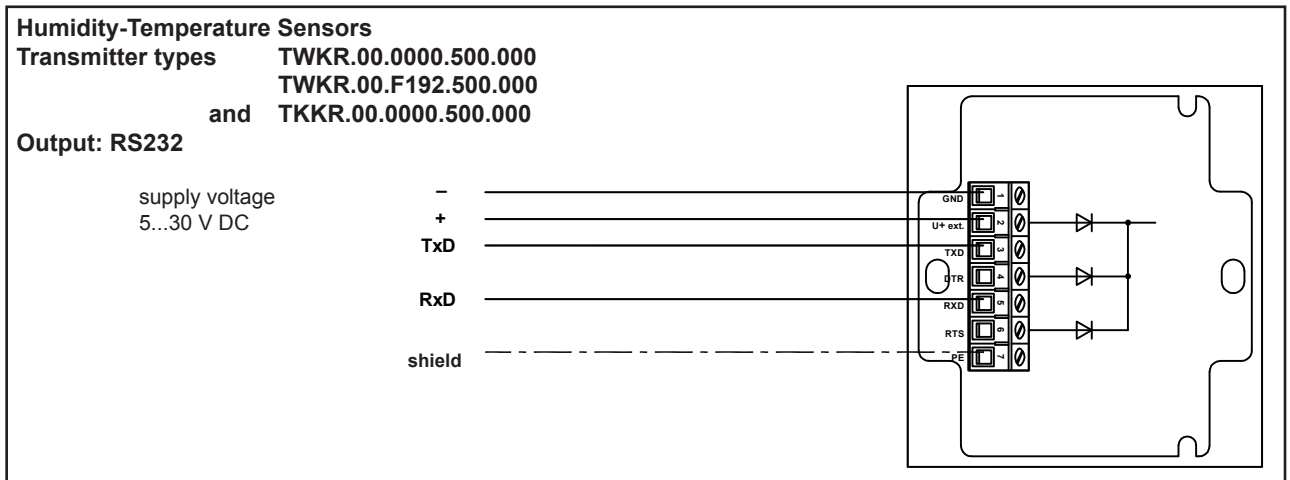 Humidity-Temperature Sensors
Transmitter types TWKR.00.0000.500.000
TWKR.00.F192.500.000
and TKKR.00.0000.500.000
Output: RS232
supply voltage
5...30 V DC
–
+
TxD
RxD
shield
GND 1
U+ ext. 2
TXD 3
DTR 4
RXD 5
RTS 6
PE 7